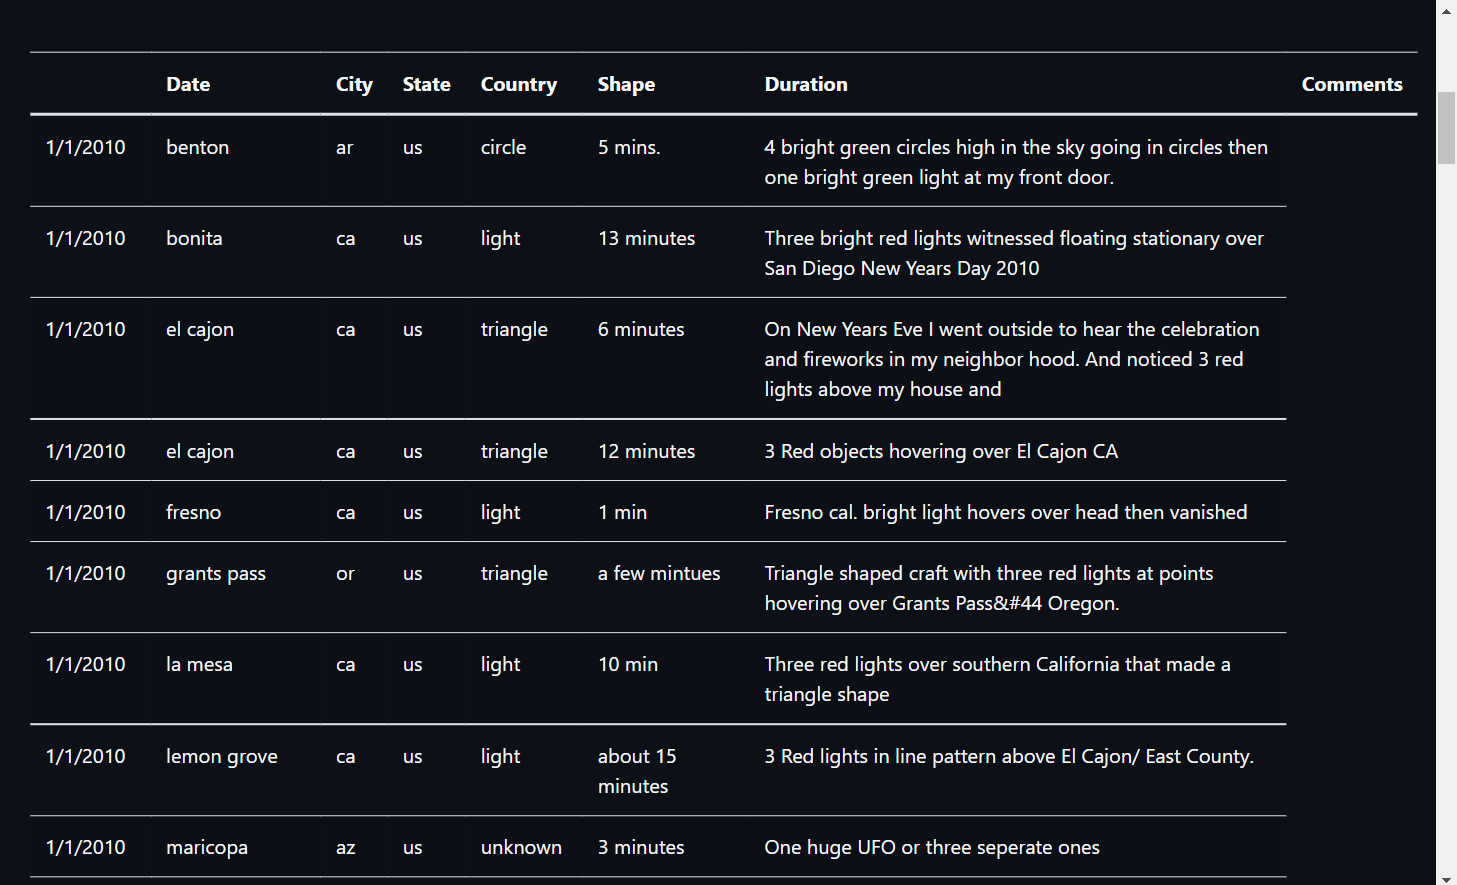 Date City State Country Shape Duration Comments
1/1/2010 benton ar us circle 5 mins. 4 bright green circles high in the sky going in circles then
one bright green light at my front door.
1/1/2010 bonita ca us light 13 minutes Three bright red lights witnessed floating stationary over
San Diego New Years Day 2010
1/1/2010 el cajon ca us triangle 6 minutes On New Years Eve I went outside to hear the celebration
and fireworks in my neighbor hood. And noticed 3 red
lights above my house and
1/1/2010 el cajon ca us triangle 12 minutes 3 Red objects hovering over El Cajon CA
1/1/2010 fresno ca us light 1 min Fresno cal. bright light hovers over head then vanished
1/1/2010 grants pass or us triangle a few mintues Triangle shaped craft with three red lights at points
hovering over Grants Pass&#44 Oregon.
1/1/2010 la mesa ca us light 10 min Three red lights over southern California that made a
triangle shape
1/1/2010 lemon grove ca us light about 15 3 Red lights in line pattern above El Cajon/ East County.
minutes
1/1/2010 maricopa az us unknown 3 minutes One huge UFO or three seperate ones